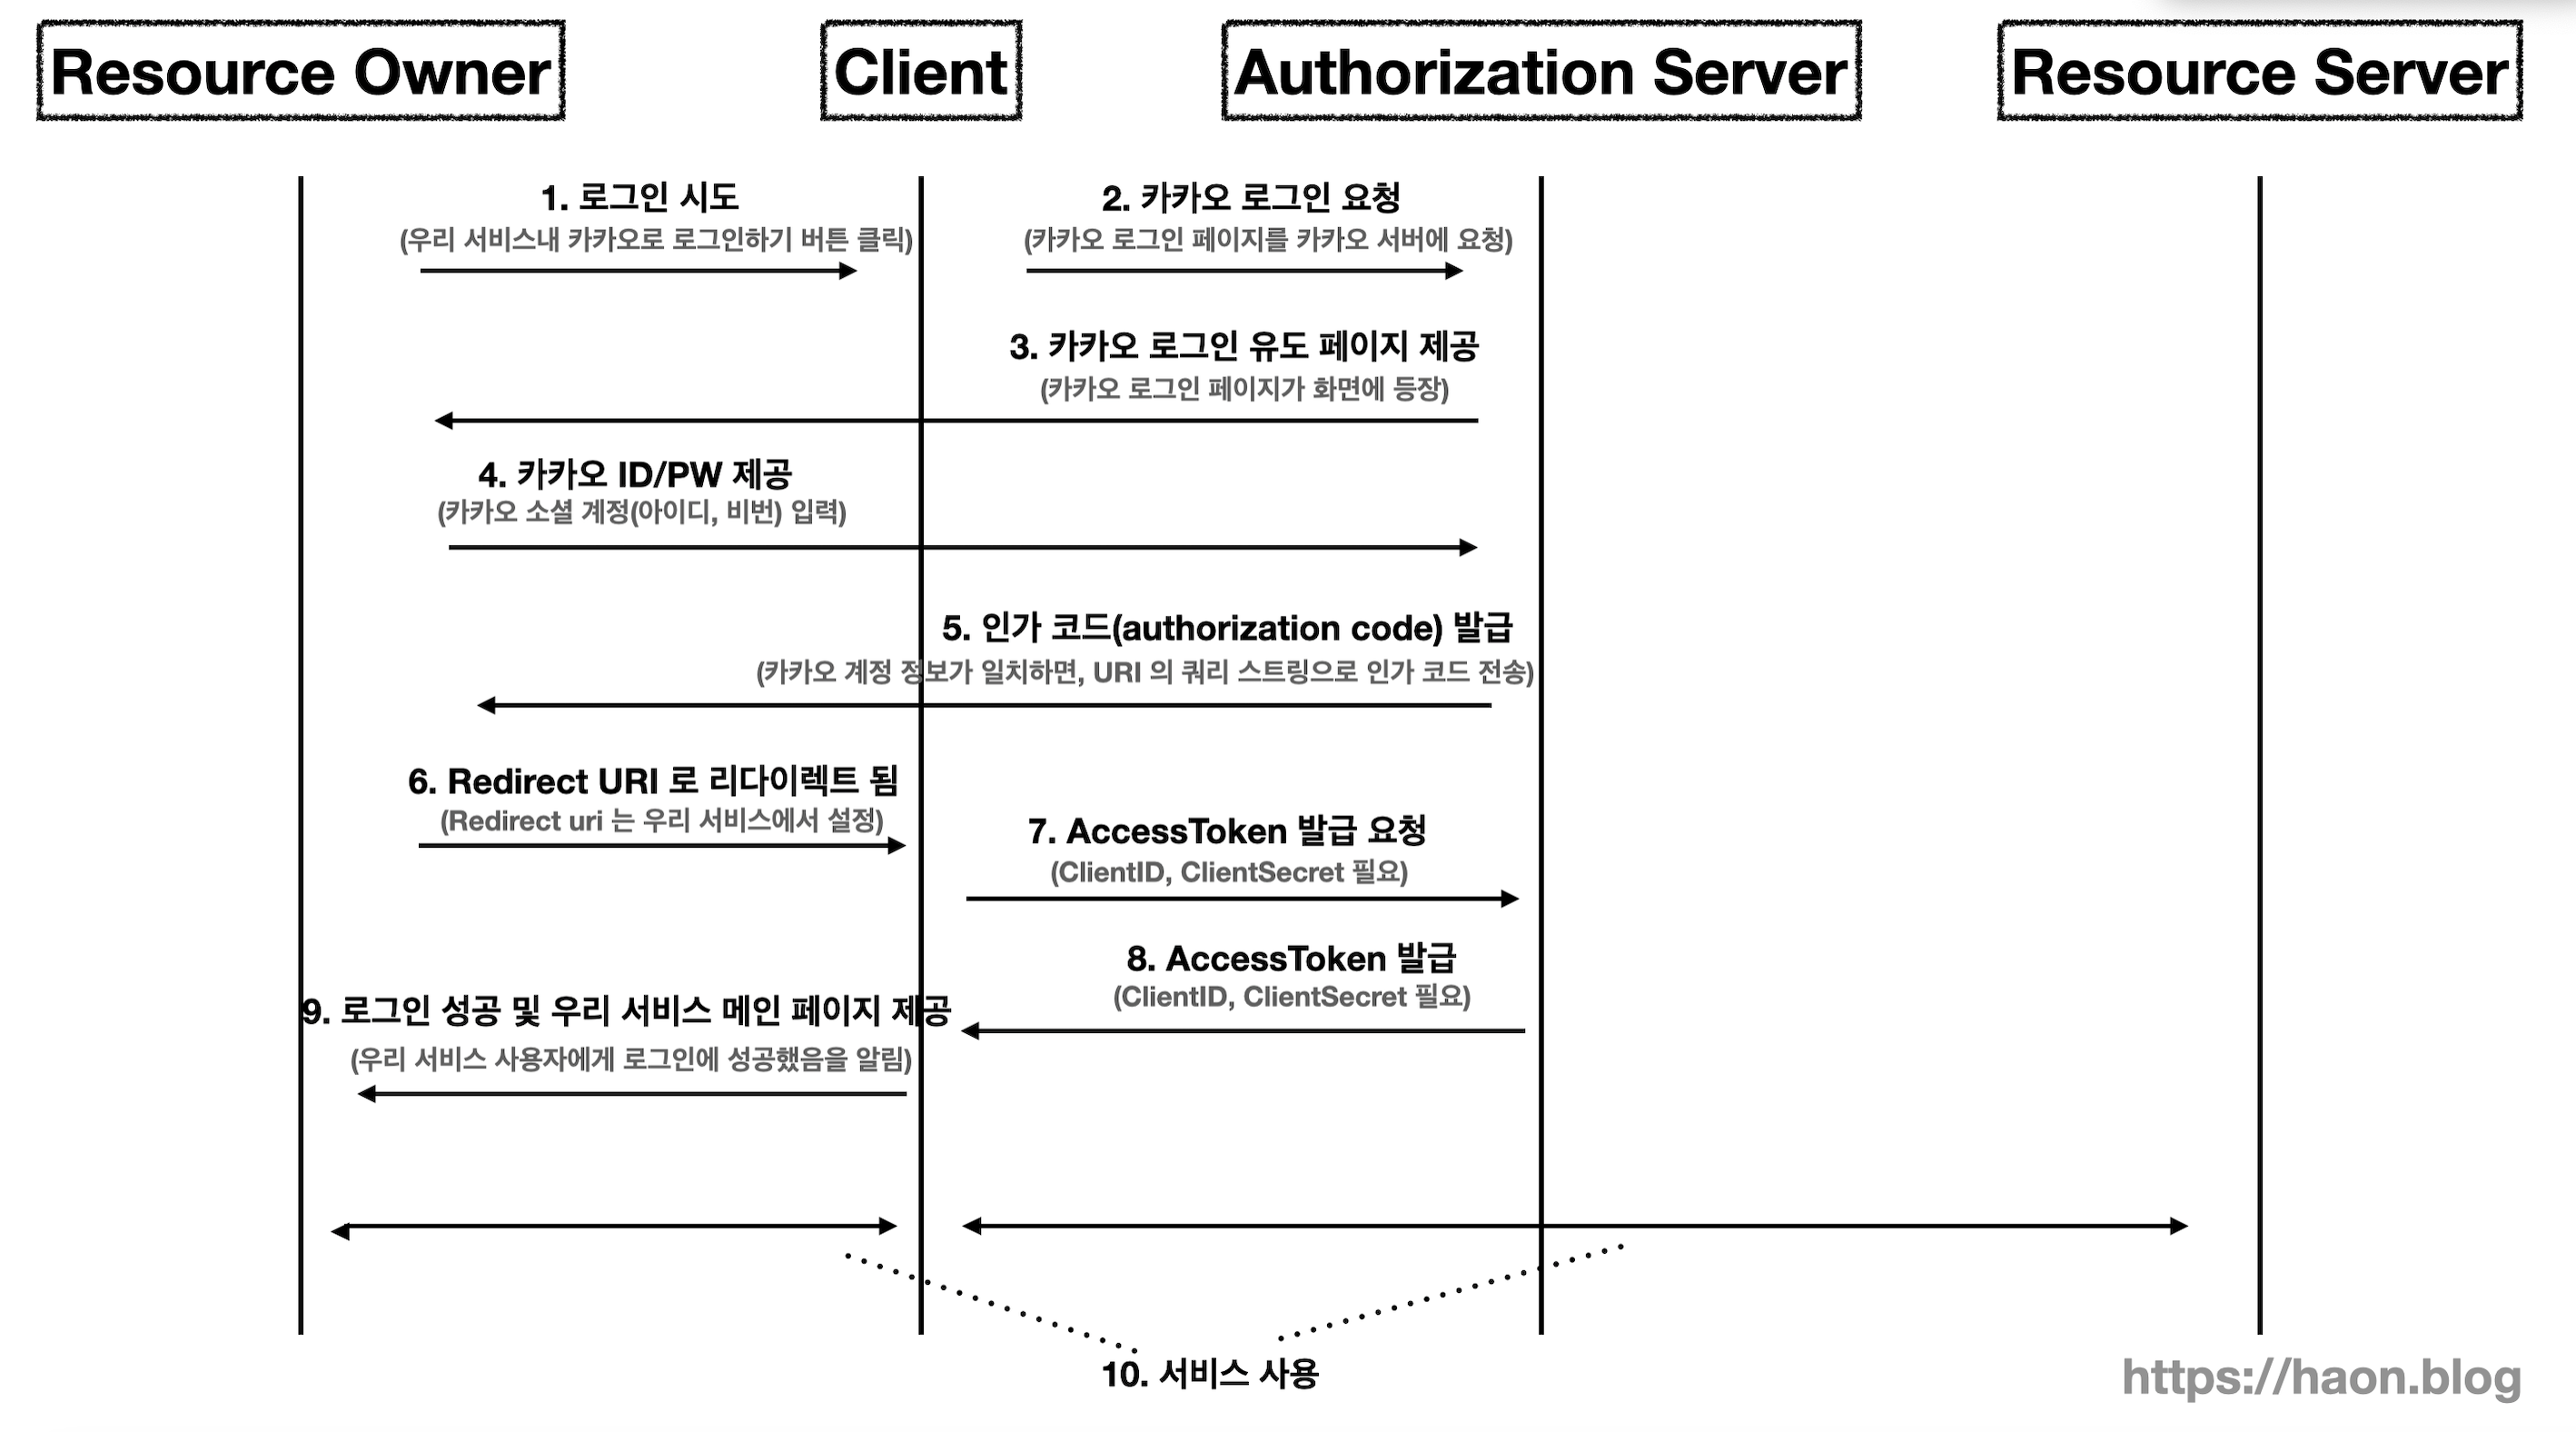 Resource Owner
Client
Authorization Server
Resource Server
1. 로그인 시도
(우리 서비스내 카카오로 로그인하기 버튼 클릭)
2. 카카오 로그인 요청
(카카오 로그인 페이지를 카카오 서버에 요청)
3. 카카오 로그인 유도 페이지 제공
(카카오 로그인 페이지가 화면에 등장)
4. 카카오 ID/PW 제공
(카카오 소셜 계정(아이디, 비번) 입력)
5. 인가 코드(authorization code) 발급
(카카오 계정 정보가 일치하면, URI 의 쿼리 스트링으로 인가 코드 전송)
6. Redirect URI 로 리다이렉트 됨
(Redirect uri 는 우리 서비스에서 설정)
7. AccessToken 발급 요청
(ClientID, ClientSecret 필요)
8. AccessToken 발급
(ClientID, ClientSecret 필요)
9. 로그인 성공 및 우리 서비스 메인 페이지 제공
(우리 서비스 사용자에게 로그인에 성공했음을 알림)
10. 서비스 사용
https://haon.blog